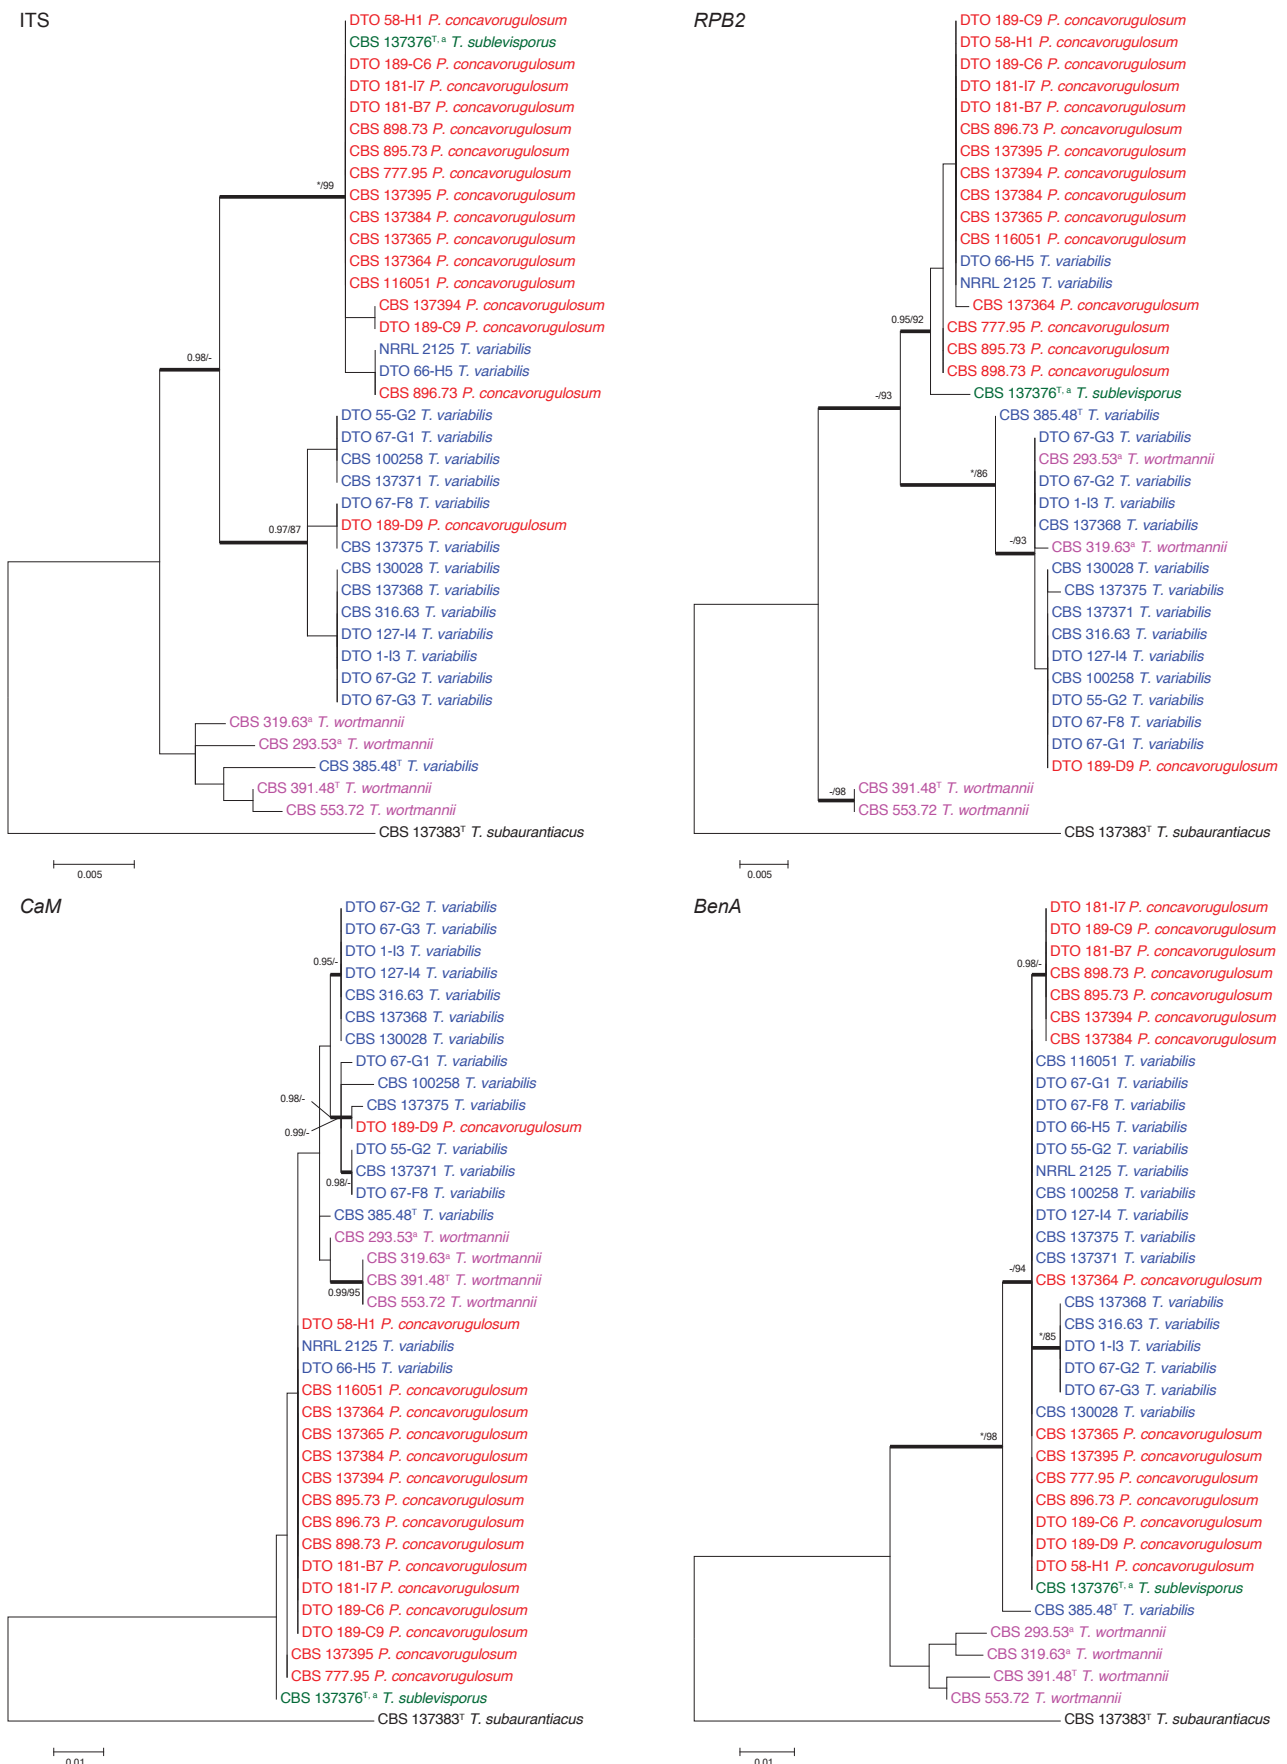 ITS
DTO 58-H1 P. concavorugulosum
CBS 137376T, a T. sublevisporus
DTO 189-C6 P. concavorugulosum
DTO 181-I7 P. concavorugulosum
DTO 181-B7 P. concavorugulosum
CBS 898.73 P. concavorugulosum
CBS 895.73 P. concavorugulosum
CBS 777.95 P. concavorugulosum
*/99
CBS 137395 P. concavorugulosum
CBS 137384 P. concavorugulosum
CBS 137365 P. concavorugulosum
CBS 137364 P. concavorugulosum
CBS 116051 P. concavorugulosum
CBS 137394 P. concavorugulosum
DTO 189-C9 P. concavorugulosum
NRRL 2125 T. variabilis
0.98/-
DTO 66-H5 T. variabilis
CBS 896.73 P. concavorugulosum
DTO 55-G2 T. variabilis
DTO 67-G1 T. variabilis
CBS 100258 T. variabilis
CBS 137371 T. variabilis
DTO 67-F8 T. variabilis
DTO 189-D9 P. concavorugulosum
0.97/87
CBS 137375 T. variabilis
CBS 130028 T. variabilis
CBS 137368 T. variabilis
CBS 316.63 T. variabilis
DTO 127-I4 T. variabilis
DTO 1-I3 T. variabilis
DTO 67-G2 T. variabilis
DTO 67-G3 T. variabilis
CBS 319.63a T. wortmannii
CBS 293.53a T. wortmannii
CBS 385.48T T. variabilis
CBS 391.48T T. wortmannii
CBS 553.72 T. wortmannii
CBS 137383T T. subaurantiacus
0.005
RPB2
DTO 189-C9 P. concavorugulosum
DTO 58-H1 P. concavorugulosum
DTO 189-C6 P. concavorugulosum
DTO 181-I7 P. concavorugulosum
DTO 181-B7 P. concavorugulosum
CBS 896.73 P. concavorugulosum
CBS 137395 P. concavorugulosum
CBS 137394 P. concavorugulosum
CBS 137384 P. concavorugulosum
CBS 137365 P. concavorugulosum
CBS 116051 P. concavorugulosum
DTO 66-H5 T. variabilis
NRRL 2125 T. variabilis
CBS 137364 P. concavorugulosum
0.95/92
CBS 777.95 P. concavorugulosum
CBS 895.73 P. concavorugulosum
CBS 898.73 P. concavorugulosum
CBS 137376T, a T. sublevisporus
-/93
CBS 385.48T T. variabilis
DTO 67-G3 T. variabilis
CBS 293.53a T. wortmannii
*/86
DTO 67-G2 T. variabilis
DTO 1-I3 T. variabilis
CBS 137368 T. variabilis
-/93
CBS 319.63a T. wortmannii
CBS 130028 T. variabilis
CBS 137375 T. variabilis
CBS 137371 T. variabilis
CBS 316.63 T. variabilis
DTO 127-I4 T. variabilis
CBS 100258 T. variabilis
DTO 55-G2 T. variabilis
DTO 67-F8 T. variabilis
DTO 67-G1 T. variabilis
DTO 189-D9 P. concavorugulosum
-/98
CBS 391.48T T. wortmannii
CBS 553.72 T. wortmannii
CBS 137383T T. subaurantiacus
0.005
CaM
DTO 67-G2 T. variabilis
DTO 67-G3 T. variabilis
DTO 1-I3 T. variabilis
0.95/-
DTO 127-I4 T. variabilis
CBS 316.63 T. variabilis
CBS 137368 T. variabilis
CBS 130028 T. variabilis
DTO 67-G1 T. variabilis
CBS 100258 T. variabilis
0.98/-
CBS 137375 T. variabilis
DTO 189-D9 P. concavorugulosum
0.99/-
DTO 55-G2 T. variabilis
CBS 137371 T. variabilis
0.98/-
DTO 67-F8 T. variabilis
CBS 385.48T T. variabilis
CBS 293.53a T. wortmannii
CBS 319.63a T. wortmannii
CBS 391.48T T. wortmannii
0.99/95
CBS 553.72 T. wortmannii
DTO 58-H1 P. concavorugulosum
NRRL 2125 T. variabilis
DTO 66-H5 T. variabilis
CBS 116051 P. concavorugulosum
CBS 137364 P. concavorugulosum
CBS 137365 P. concavorugulosum
CBS 137384 P. concavorugulosum
CBS 137394 P. concavorugulosum
CBS 895.73 P. concavorugulosum
CBS 896.73 P. concavorugulosum
CBS 898.73 P. concavorugulosum
DTO 181-B7 P. concavorugulosum
DTO 181-I7 P. concavorugulosum
DTO 189-C6 P. concavorugulosum
DTO 189-C9 P. concavorugulosum
CBS 137395 P. concavorugulosum
CBS 777.95 P. concavorugulosum
CBS 137376T, a T. sublevisporus
CBS 137383T T. subaurantiacus
0.01
BenA
DTO 181-I7 P. concavorugulosum
DTO 189-C9 P. concavorugulosum
DTO 181-B7 P. concavorugulosum
0.98/-
CBS 898.73 P. concavorugulosum
CBS 895.73 P. concavorugulosum
CBS 137394 P. concavorugulosum
CBS 137384 P. concavorugulosum
CBS 116051 T. variabilis
DTO 67-G1 T. variabilis
DTO 67-F8 T. variabilis
DTO 66-H5 T. variabilis
DTO 55-G2 T. variabilis
NRRL 2125 T. variabilis
CBS 100258 T. variabilis
DTO 127-I4 T. variabilis
CBS 137375 T. variabilis
CBS 137371 T. variabilis
-/94
CBS 137364 P. concavorugulosum
CBS 137368 T. variabilis
CBS 316.63 T. variabilis
*/85
DTO 1-I3 T. variabilis
DTO 67-G2 T. variabilis
DTO 67-G3 T. variabilis
CBS 130028 T. variabilis
*/98
CBS 137365 P. concavorugulosum
CBS 137395 P. concavorugulosum
CBS 777.95 P. concavorugulosum
CBS 896.73 P. concavorugulosum
DTO 189-C6 P. concavorugulosum
DTO 189-D9 P. concavorugulosum
DTO 58-H1 P. concavorugulosum
CBS 137376T, a T. sublevisporus
CBS 385.48T T. variabilis
CBS 293.53a T. wortmannii
CBS 319.63a T. wortmannii
CBS 391.48T T. wortmannii
CBS 553.72 T. wortmannii
CBS 137383T T. subaurantiacus
0.01